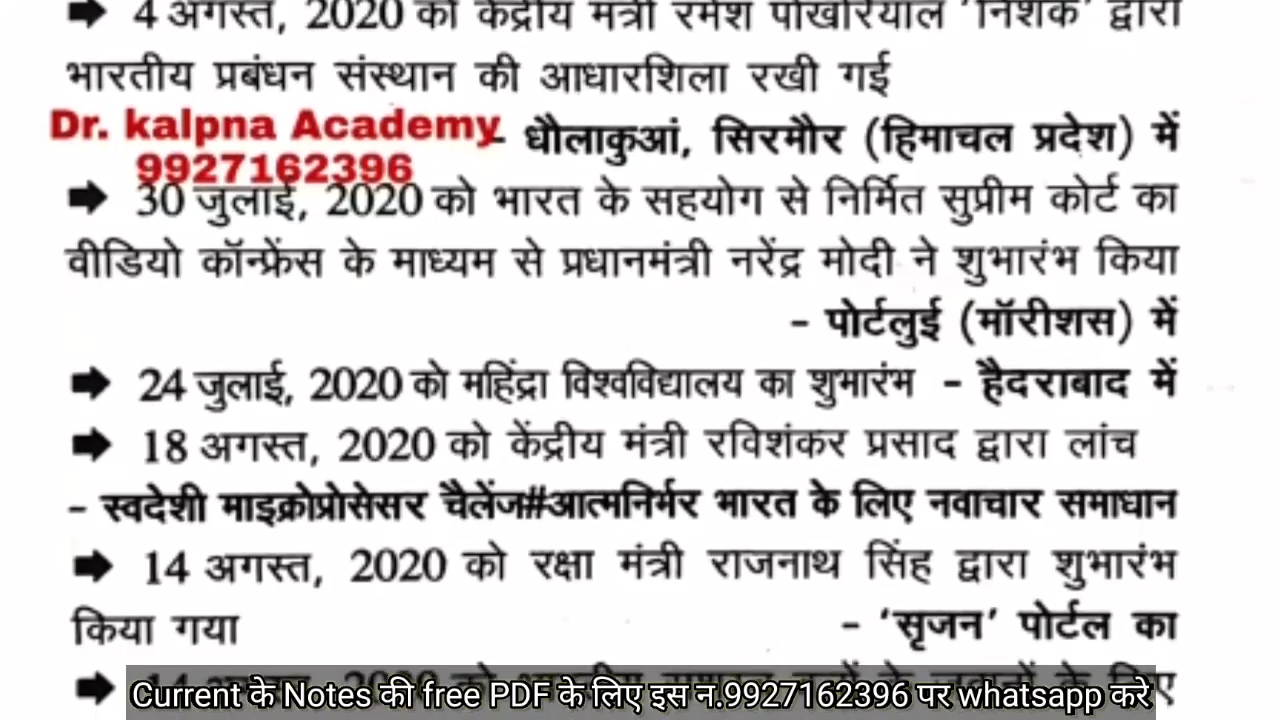 ➡ 4 अगस्त, 2020 को केंद्रीय मंत्री रमेश पोखरियाल 'निशंक' द्वारा
भारतीय प्रबंधन संस्थान की आधारशिला रखी गई
Dr. kalpna Academy
- धौलाकुआं, सिरमौर (हिमाचल प्रदेश) में
9927162396
➡ 30 जुलाई, 2020 को भारत के सहयोग से निर्मित सुप्रीम कोर्ट का
वीडियो कॉन्फ्रेंस के माध्यम से प्रधानमंत्री नरेंद्र मोदी ने शुभारंभ किया
- पोर्टलुई (मॉरीशस) में
➡ 24 जुलाई, 2020 को महिंद्रा विश्वविद्यालय का शुभारंभ - हैदराबाद में
➡ 18 अगस्त, 2020 को केंद्रीय मंत्री रविशंकर प्रसाद द्वारा लांच
- स्वदेशी माइक्रोप्रोसेसर चैलेंज#आत्मनिर्भर भारत के लिए नवाचार समाधान
➡ 14 अगस्त, 2020 को रक्षा मंत्री राजनाथ सिंह द्वारा शुभारंभ
किया गया - 'सृजन' पोर्टल का
Current के Notes की free PDF के लिए इस न.9927162396 पर whatsapp करे